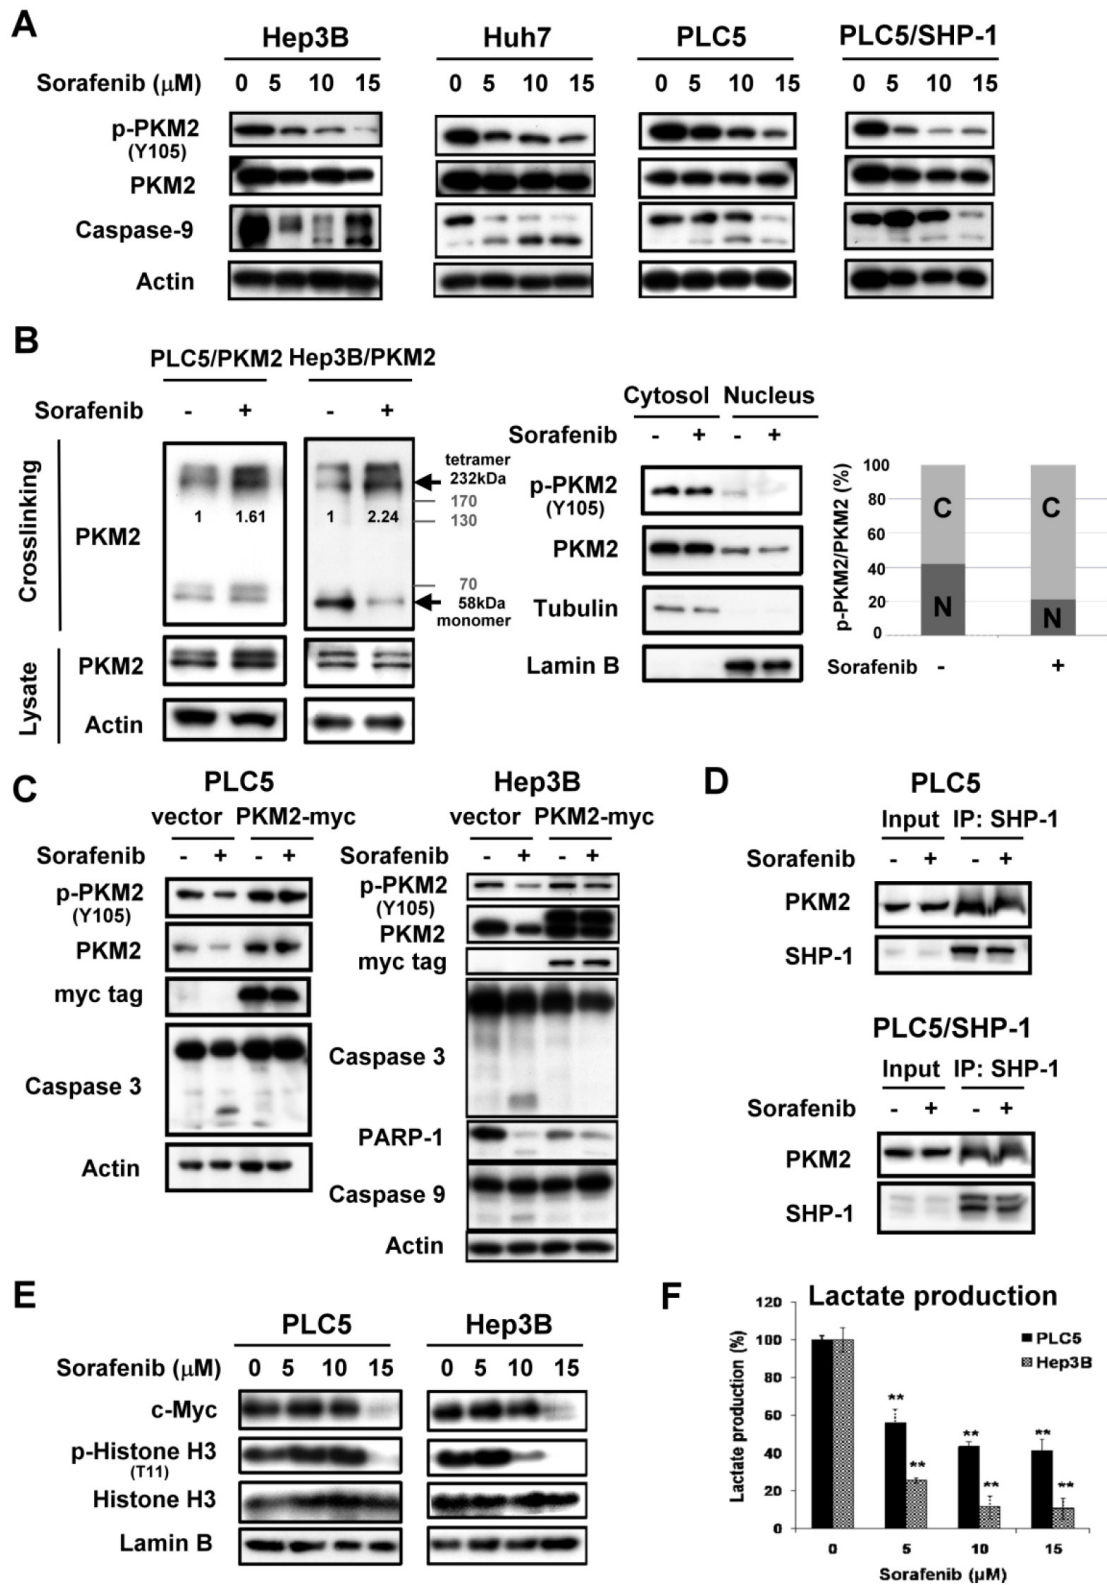 A
Hep3B Huh7 PLC5 PLC5/SHP-1
Sorafenib (μM) 0 5 10 15 0 5 10 15 0 5 10 15 0 5 10 15
p-PKM2
(Y105)
PKM2
Caspase-9
Actin
B
PLC5/PKM2 Hep3B/PKM2
Sorafenib - + - +
Crosslinking
PKM2
1 1.61 1 2.24
tetramer
232kDa
170
130
70
58kDa
monomer
Lysate
PKM2
Actin
Cytosol Nucleus
Sorafenib - + - +
p-PKM2
(Y105)
PKM2
Tubulin
Lamin B
p-PKM2/PKM2 (%)
100
80
60
40
20
0
C C
N N
Sorafenib - +
C
PLC5
vector PKM2-myc
Sorafenib - + - +
p-PKM2
(Y105)
PKM2
myc tag
Caspase 3
Actin
Hep3B
vector PKM2-myc
Sorafenib - + - +
p-PKM2
(Y105)
PKM2
myc tag
Caspase 3
PARP-1
Caspase 9
Actin
D
PLC5
Input IP: SHP-1
Sorafenib - + - +
PKM2
SHP-1
PLC5/SHP-1
Input IP: SHP-1
Sorafenib - + - +
PKM2
SHP-1
E
PLC5 Hep3B
Sorafenib (μM) 0 5 10 15 0 5 10 15
c-Myc
p-Histone H3
(T11)
Histone H3
Lamin B
F
Lactate production
Lactate production (%)
120
100
80
60
40
20
0
PLC5
Hep3B
** ** ** ** ** **
0 5 10 15
Sorafenib (μM)